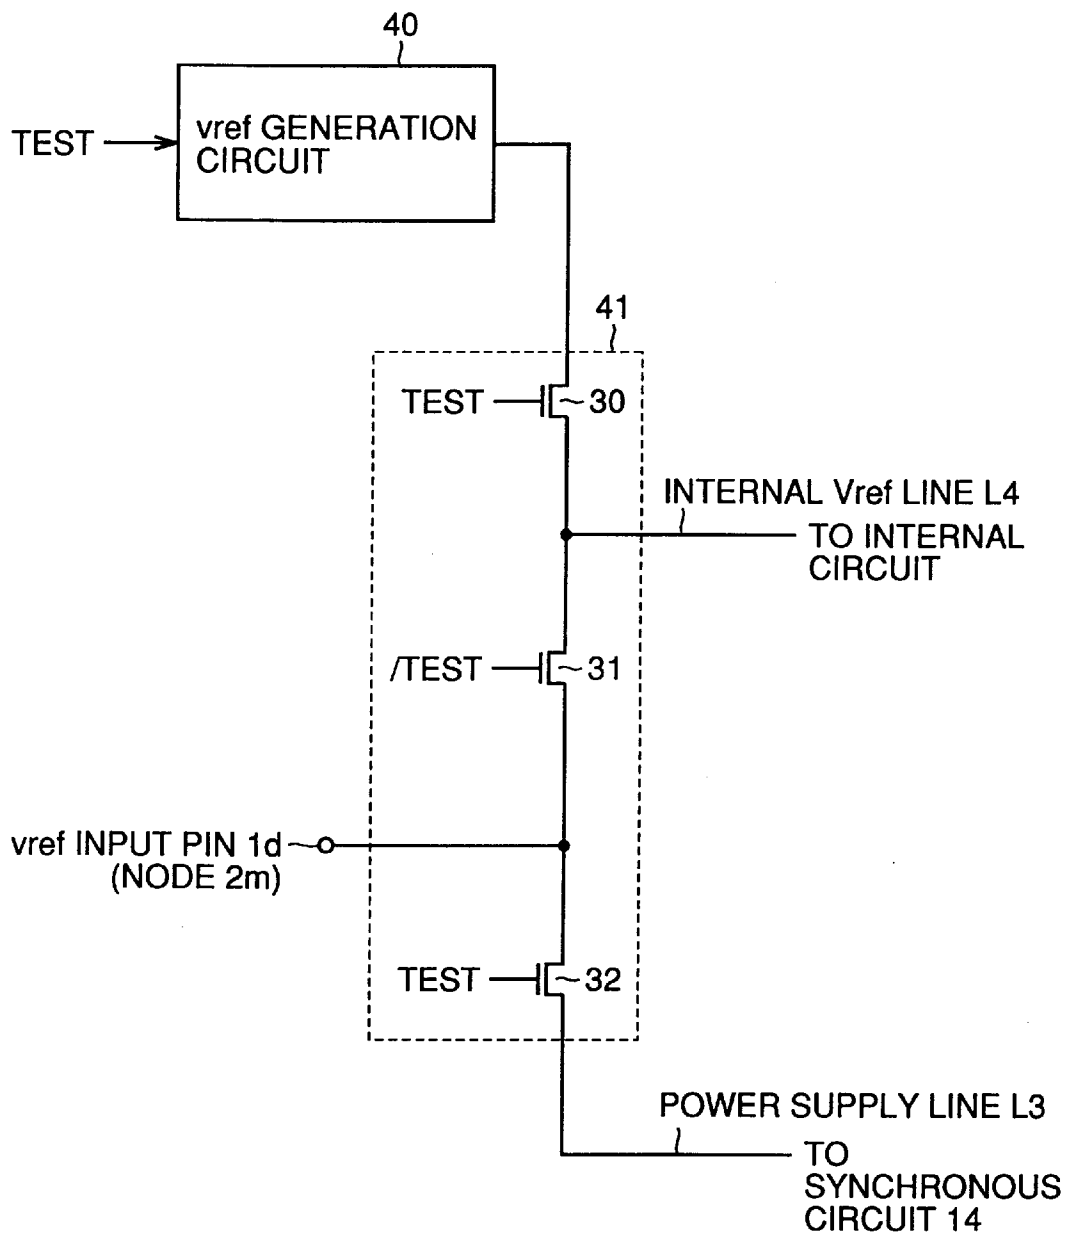 40
vref GENERATION
CIRCUIT
TEST
41
TEST
30
INTERNAL Vref LINE L4
TO INTERNAL
CIRCUIT
/TEST
31
vref INPUT PIN 1d
(NODE 2m)
TEST
32
POWER SUPPLY LINE L3
TO
SYNCHRONOUS
CIRCUIT 14